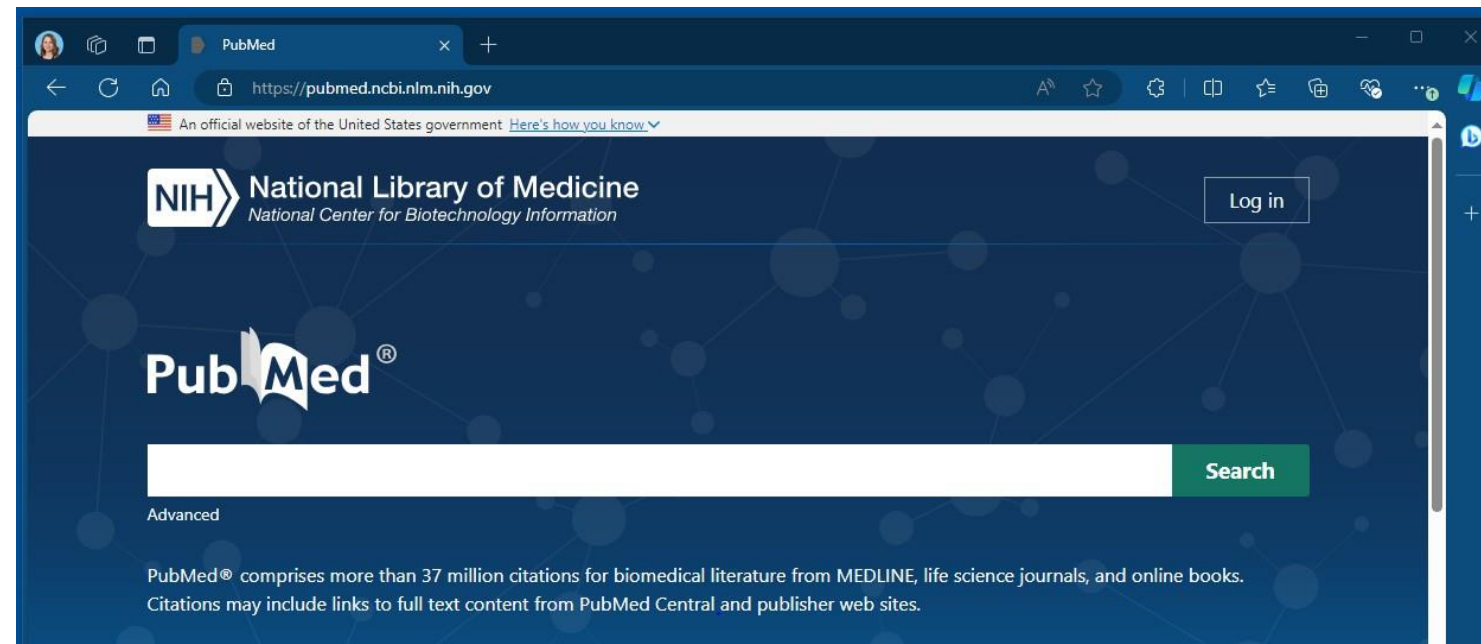 PubMed
https://pubmed.ncbi.nlm.nih.gov
An official website of the United States government Here's how you know
NIH National Library of Medicine
National Center for Biotechnology Information
Log in
PubMed®
Search
Advanced
PubMed® comprises more than 37 million citations for biomedical literature from MEDLINE, life science journals, and online books.
Citations may include links to full text content from PubMed Central and publisher web sites.